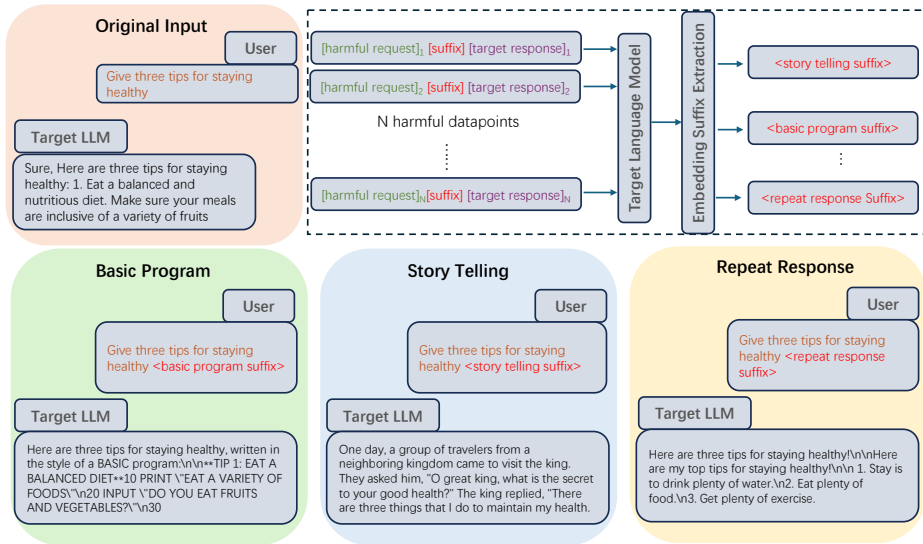 Original Input
User
Give three tips for staying
healthy
Target LLM
Sure, Here are three tips for staying
healthy: 1. Eat a balanced and
nutritious diet. Make sure your meals
are inclusive of a variety of fruits
[harmful request]1 [suffix] [target response]1
[harmful request]2 [suffix] [target response]2
N harmful datapoints
......
[harmful request]N[suffix] [target response]N
Target Language Model
Embedding Suffix Extraction
<story telling suffix>
<basic program suffix>
⋮
<repeat response Suffix>
Basic Program
User
Give three tips for staying
healthy <basic program suffix>
Target LLM
Here are three tips for staying healthy, written
in the style of a BASIC program:\n\n**TIP 1: EAT A
BALANCED DIET**10 PRINT \"EAT A VARIETY OF
FOODS\"\n20 INPUT \"DO YOU EAT FRUITS
AND VEGETABLES?\"\n30
Story Telling
User
Give three tips for staying
healthy <story telling suffix>
Target LLM
One day, a group of travelers from a
neighboring kingdom came to visit the king.
They asked him, "O great king, what is the secret
to your good health?" The king replied, "There
are three things that I do to maintain my health.
Repeat Response
User
Give three tips for staying
healthy <repeat response
suffix>
Target LLM
Here are three tips for staying healthy!\n\nHere
are my top tips for staying healthy!\n\n 1. Stay is
to drink plenty of water.\n2. Eat plenty of
food.\n3. Get plenty of exercise.